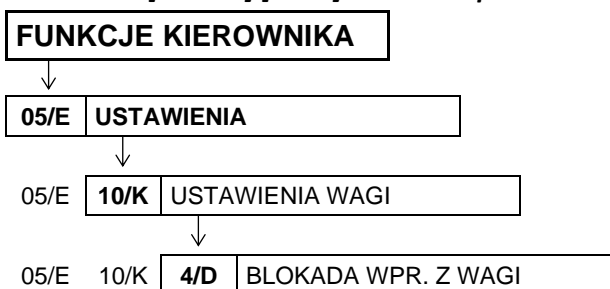 FUNKCJE KIEROWNIKA
05/E USTAWIENIA
05/E 10/K USTAWIENIA WAGI
05/E 10/K 4/D BLOKADA WPR. Z WAGI